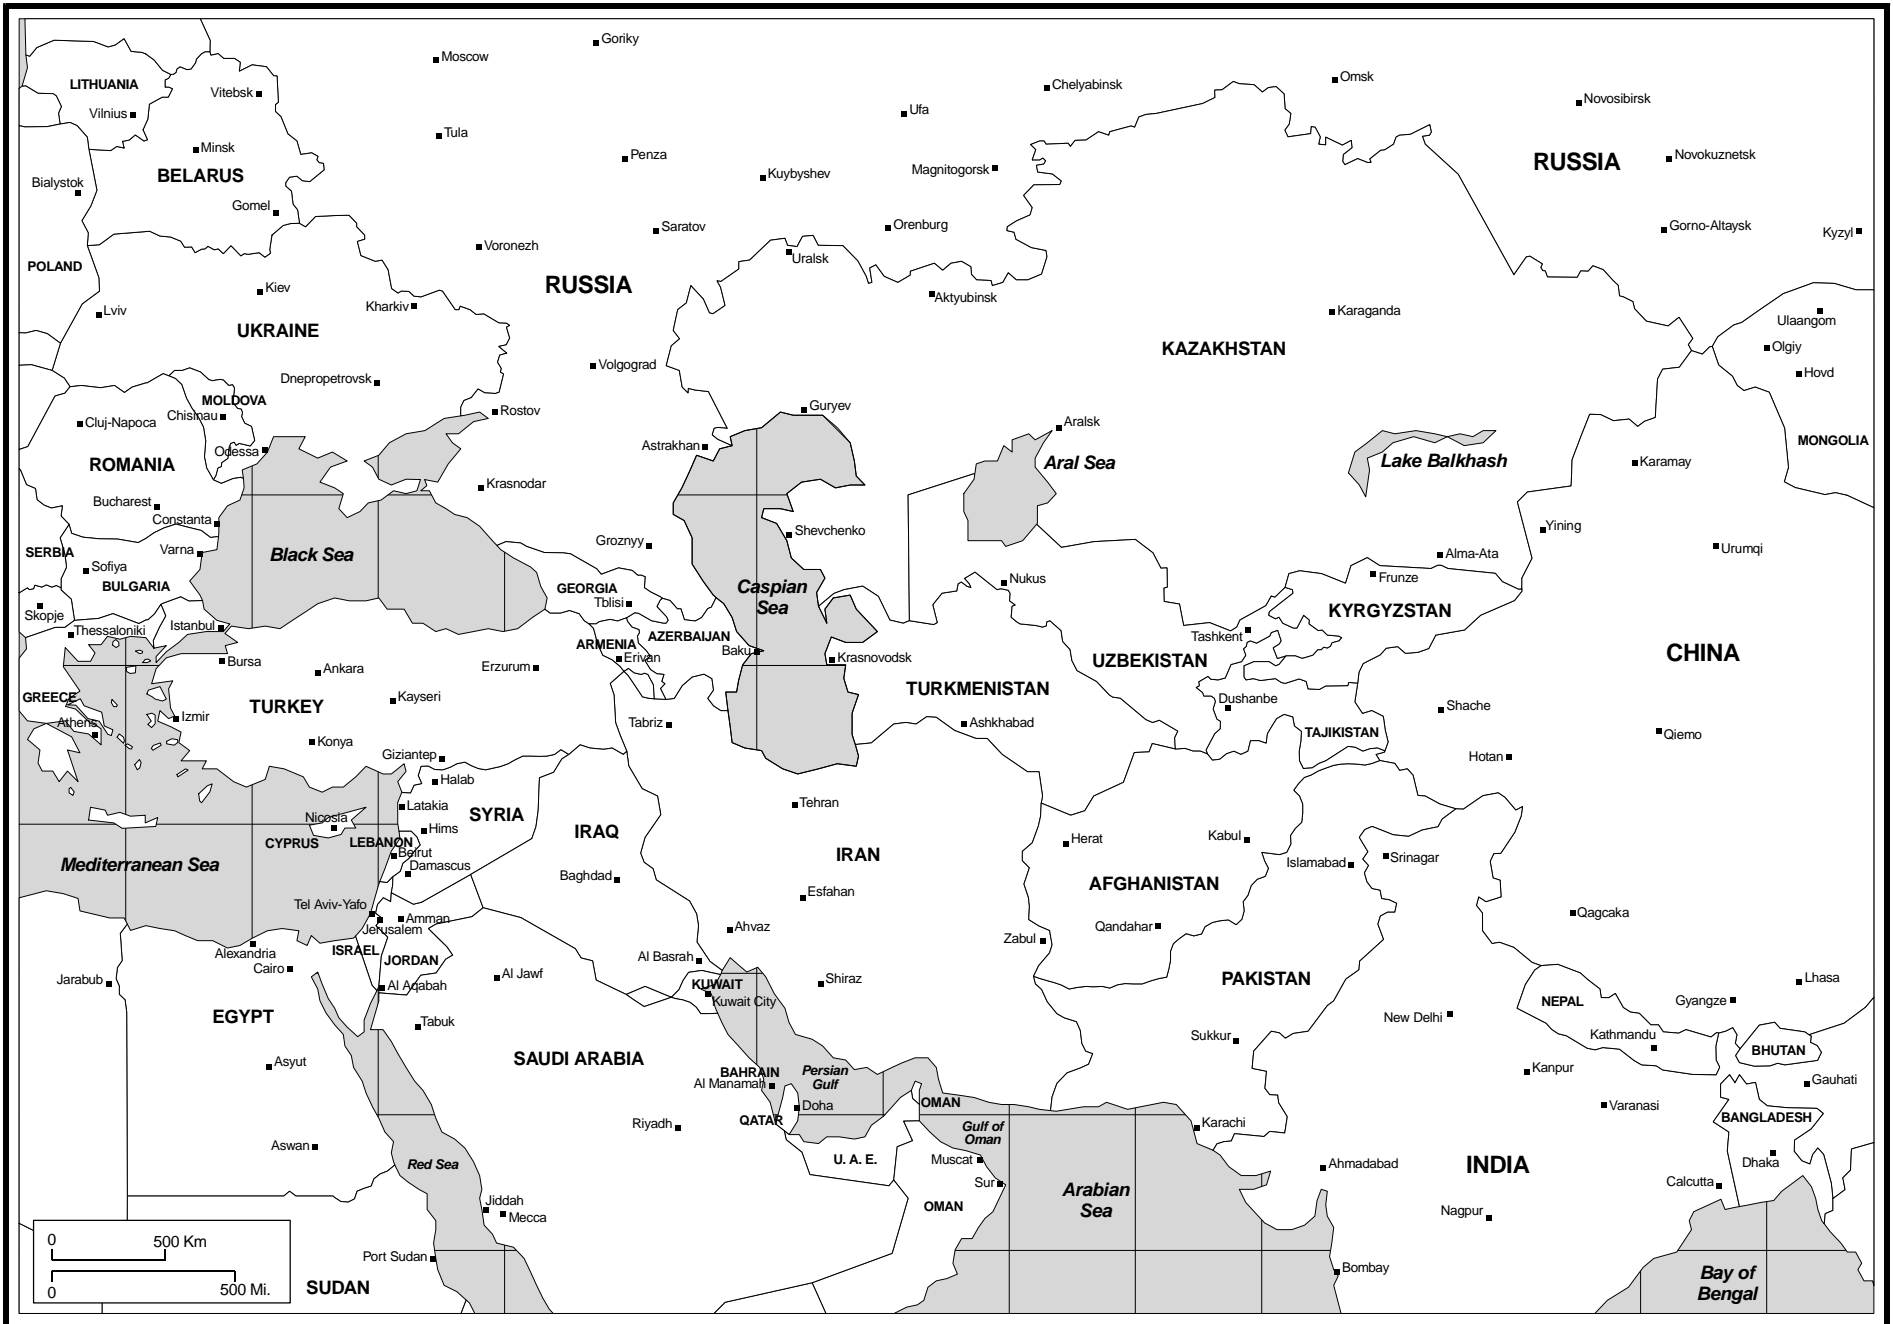 Goriky
Moscow
Chelyabinsk
Omsk
LITHUANIA
Vitebsk
Novosibirsk
Vilnius
Ufa
Tula
Minsk
Penza
Novokuznetsk
RUSSIA
Magnitogorsk
BELARUS
Kuybyshev
Bialystok
Gomel
Saratov
Orenburg
Gorno-Altaysk
Kyzyl
Voronezh
Uralsk
POLAND
RUSSIA
Kiev
Aktyubinsk
Kharkiv
Lviv
Karaganda
Ulaangom
UKRAINE
Olgiy
KAZAKHSTAN
Volgograd
Hovd
Dnepropetrovsk
MOLDOVA
Guryev
Rostov
Chisinau
Cluj-Napoca
Aralsk
MONGOLIA
Astrakhan
Odessa
ROMANIA
Aral Sea
Lake Balkhash
Karamay
Krasnodar
Bucharest
Constanta
Yining
Shevchenko
Groznyy
SERBIA
Varna
Black Sea
Alma-Ata
Urumqi
Sofiya
BULGARIA
Nukus
Frunze
GEORGIA
Caspian
Sea
Tblisi
KYRGYZSTAN
Skopje
Thessaloniki
Istanbul
AZERBAIJAN
Tashkent
ARMENIA
Erivan
Baku
Krasnovodsk
UZBEKISTAN
CHINA
Bursa
Ankara
Erzurum
TURKMENISTAN
GREECE
Kayseri
Dushanbe
TURKEY
Shache
Athens
Izmir
Tabriz
Ashkhabad
TAJIKISTAN
Qiemo
Konya
Giziantep
Hotan
Halab
Latakia
Tehran
SYRIA
Nicosia
Hims
IRAQ
Herat
Kabul
CYPRUS
LEBANON
Beirut
IRAN
Islamabad
Srinagar
Mediterranean Sea
Damascus
Baghdad
AFGHANISTAN
Esfahan
Tel Aviv-Yafo
Amman
Jerusalem
Ahvaz
Zabul
Qandahar
Qagcaka
Alexandria
ISRAEL
JORDAN
Al Basrah
Cairo
Jarabub
Al Jawf
Shiraz
PAKISTAN
Lhasa
Al Aqabah
KUWAIT
Kuwait City
NEPAL
Gyangze
EGYPT
Tabuk
New Delhi
Sukkur
Kathmandu
BHUTAN
SAUDI ARABIA
Asyut
BAHRAIN
Persian
Gulf
Al Manamah
Kanpur
Gauhati
Doha
OMAN
Varanasi
QATAR
BANGLADESH
Riyadh
Gulf of
Oman
Karachi
Aswan
Red Sea
U. A. E.
Muscat
Ahmadabad
INDIA
Dhaka
Sur
Arabian
Sea
Calcutta
Jiddah
Mecca
OMAN
Nagpur
0
500 Km
Port Sudan
Bombay
Bay of
Bengal
SUDAN
0
500 Mi.